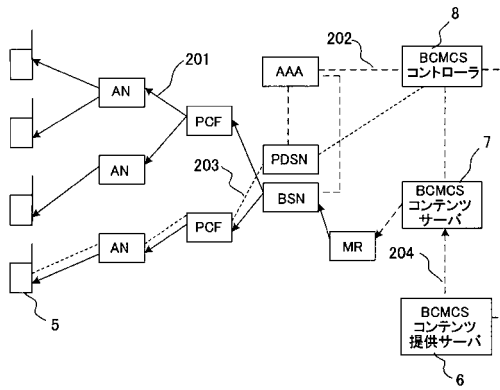 8
202
BCMCS
コントローラ
AAA
201
AN
PCF
7
PDSN
203
BCMCS
コンテンツ
サーバ
AN
BSN
PCF
MR
204
AN
5
BCMCS
コンテンツ
提供サーバ
6